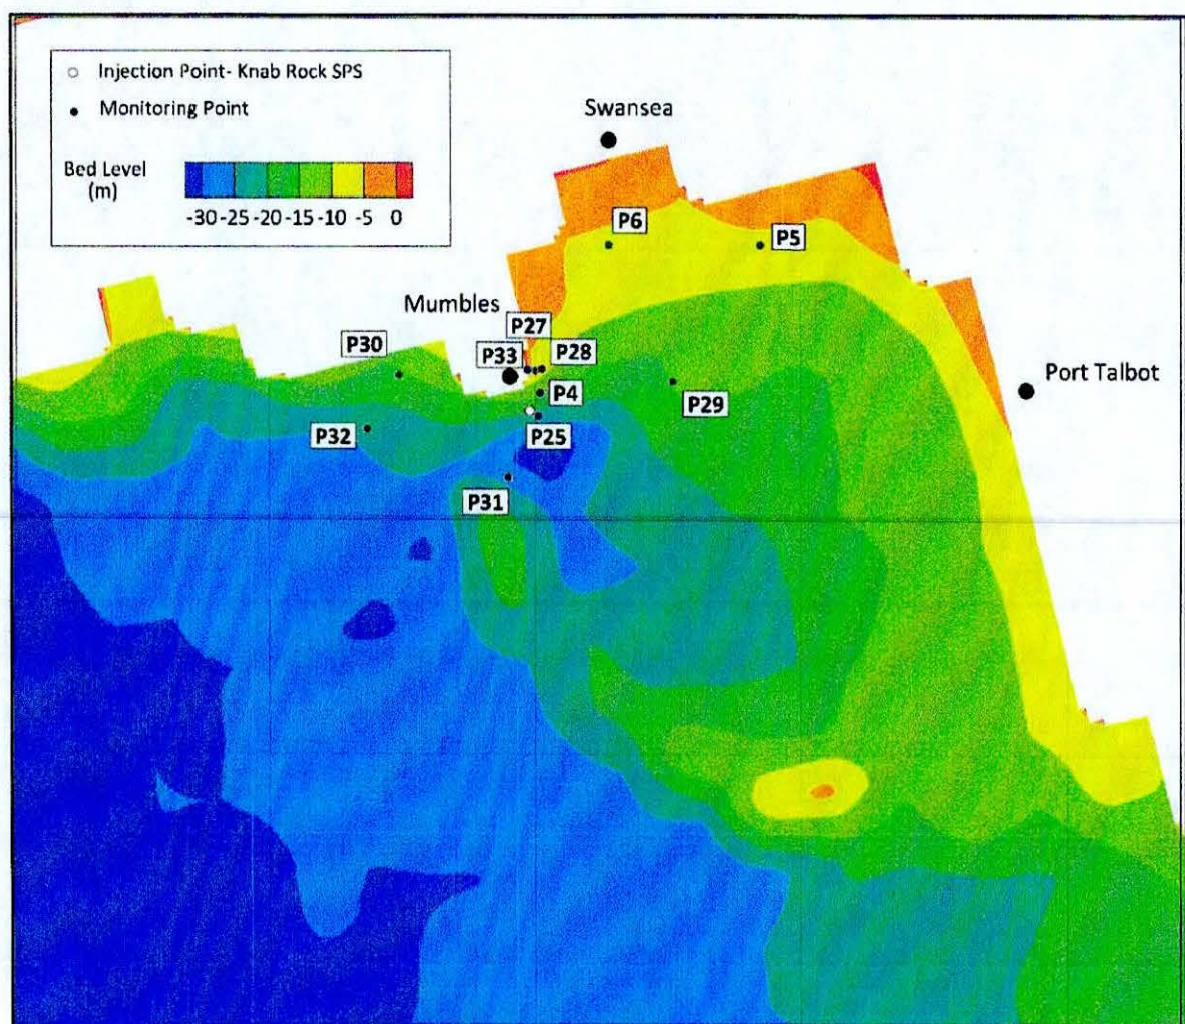 Injection Point- Knab Rock SPS
Monitoring Point
Bed Level
(m)
-30 -25 -20 -15 -10 -5 0
Swansea
P6
P5
Mumbles
P27
P30
P33
P28
Port Talbot
P4
P29
P32
P25
P31